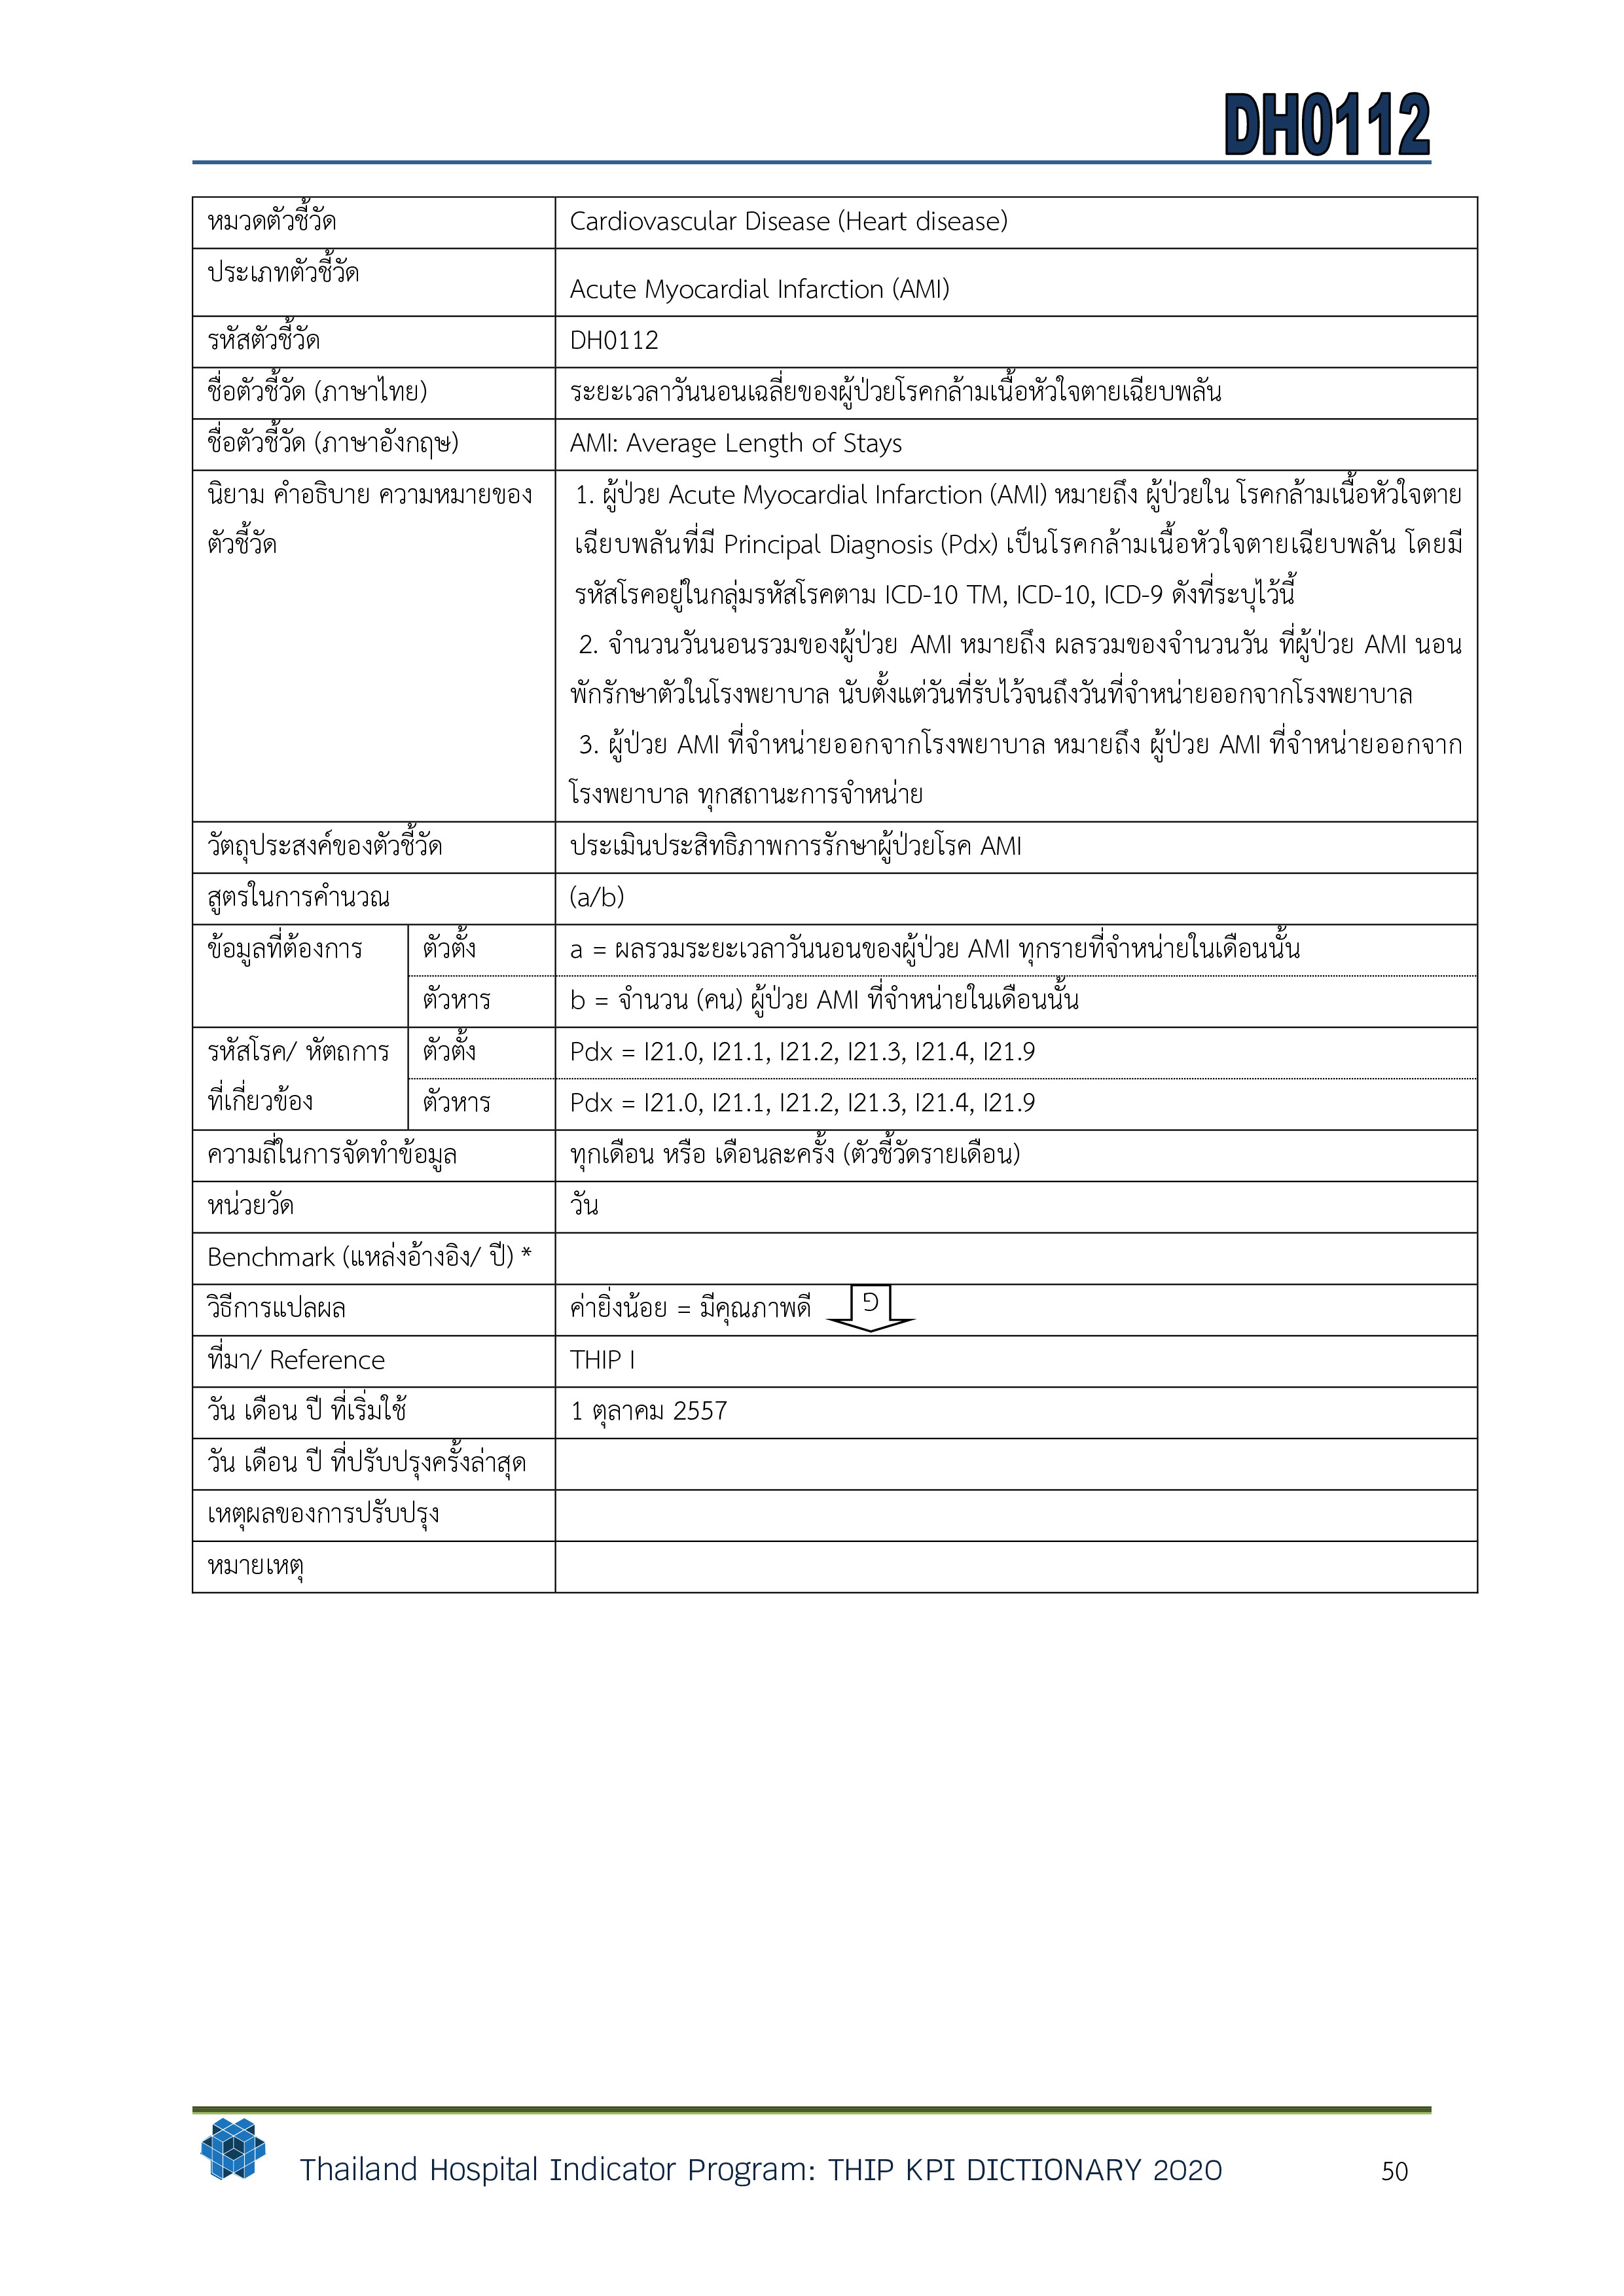 DH0112
หมวดตัวชี้วัด
Cardiovascular Disease (Heart disease)
ประเภทตัวชี้วัด
Acute Myocardial Infarction (AMI)
รหัสตัวชี้วัด
DH0112
ชื่อตัวชี้วัด (ภาษาไทย)
ระยะเวลาวันนอนเฉลี่ยของผู้ป่วยโรคกล้ามเนื้อหัวใจตายเฉียบพลัน
ชื่อตัวชี้วัด (ภาษาอังกฤษ)
AMI: Average Length of Stays
นิยาม คำอธิบาย ความหมายของ
ตัวชี้วัด
1. ผู้ป่วย Acute Myocardial Infarction (AMI) หมายถึง ผู้ป่วยใน โรคกล้ามเนื้อหัวใจตาย
เฉียบพลันที่มี Principal Diagnosis (Pdx) เป็นโรคกล้ามเนื้อหัวใจตายเฉียบพลัน โดยมี
รหัสโรคอยู่ในกลุ่มรหัสโรคตาม ICD-10 TM, ICD-10, ICD-9 ดังที่ระบุไว้นี้
2. จำนวนวันนอนรวมของผู้ป่วย AMI หมายถึง ผลรวมของจำนวนวัน ที่ผู้ป่วย AMI นอน
พักรักษาตัวในโรงพยาบาล นับตั้งแต่วันที่รับไว้จนถึงวันที่จำหน่ายออกจากโรงพยาบาล
3. ผู้ป่วย AMI ที่จำหน่ายออกจากโรงพยาบาล หมายถึง ผู้ป่วย AMI ที่จำหน่ายออกจาก
โรงพยาบาล ทุกสถานะการจำหน่าย
วัตถุประสงค์ของตัวชี้วัด
ประเมินประสิทธิภาพการรักษาผู้ป่วยโรค AMI
สูตรในการคำนวณ
(a/b)
ข้อมูลที่ต้องการ
ตัวตั้ง
a = ผลรวมระยะเวลาวันนอนของผู้ป่วย AMI ทุกรายที่จำหน่ายในเดือนนั้น
ตัวหาร
b = จำนวน (คน) ผู้ป่วย AMI ที่จำหน่ายในเดือนนั้น
รหัสโรค/ หัตถการ
ที่เกี่ยวข้อง
ตัวตั้ง
Pdx = I21.0, I21.1, I21.2, I21.3, I21.4, I21.9
ตัวหาร
Pdx = I21.0, I21.1, I21.2, I21.3, I21.4, I21.9
ความถี่ในการจัดทำข้อมูล
ทุกเดือน หรือ เดือนละครั้ง (ตัวชี้วัดรายเดือน)
หน่วยวัด
วัน
Benchmark (แหล่งอ้างอิง/ ปี) *
วิธีการแปลผล
ค่ายิ่งน้อย = มีคุณภาพดี
ที่มา/ Reference
THIP I
วัน เดือน ปี ที่เริ่มใช้
1 ตุลาคม 2557
วัน เดือน ปี ที่ปรับปรุงครั้งล่าสุด
เหตุผลของการปรับปรุง
หมายเหตุ
Thailand Hospital Indicator Program: THIP KPI DICTIONARY 2020
50